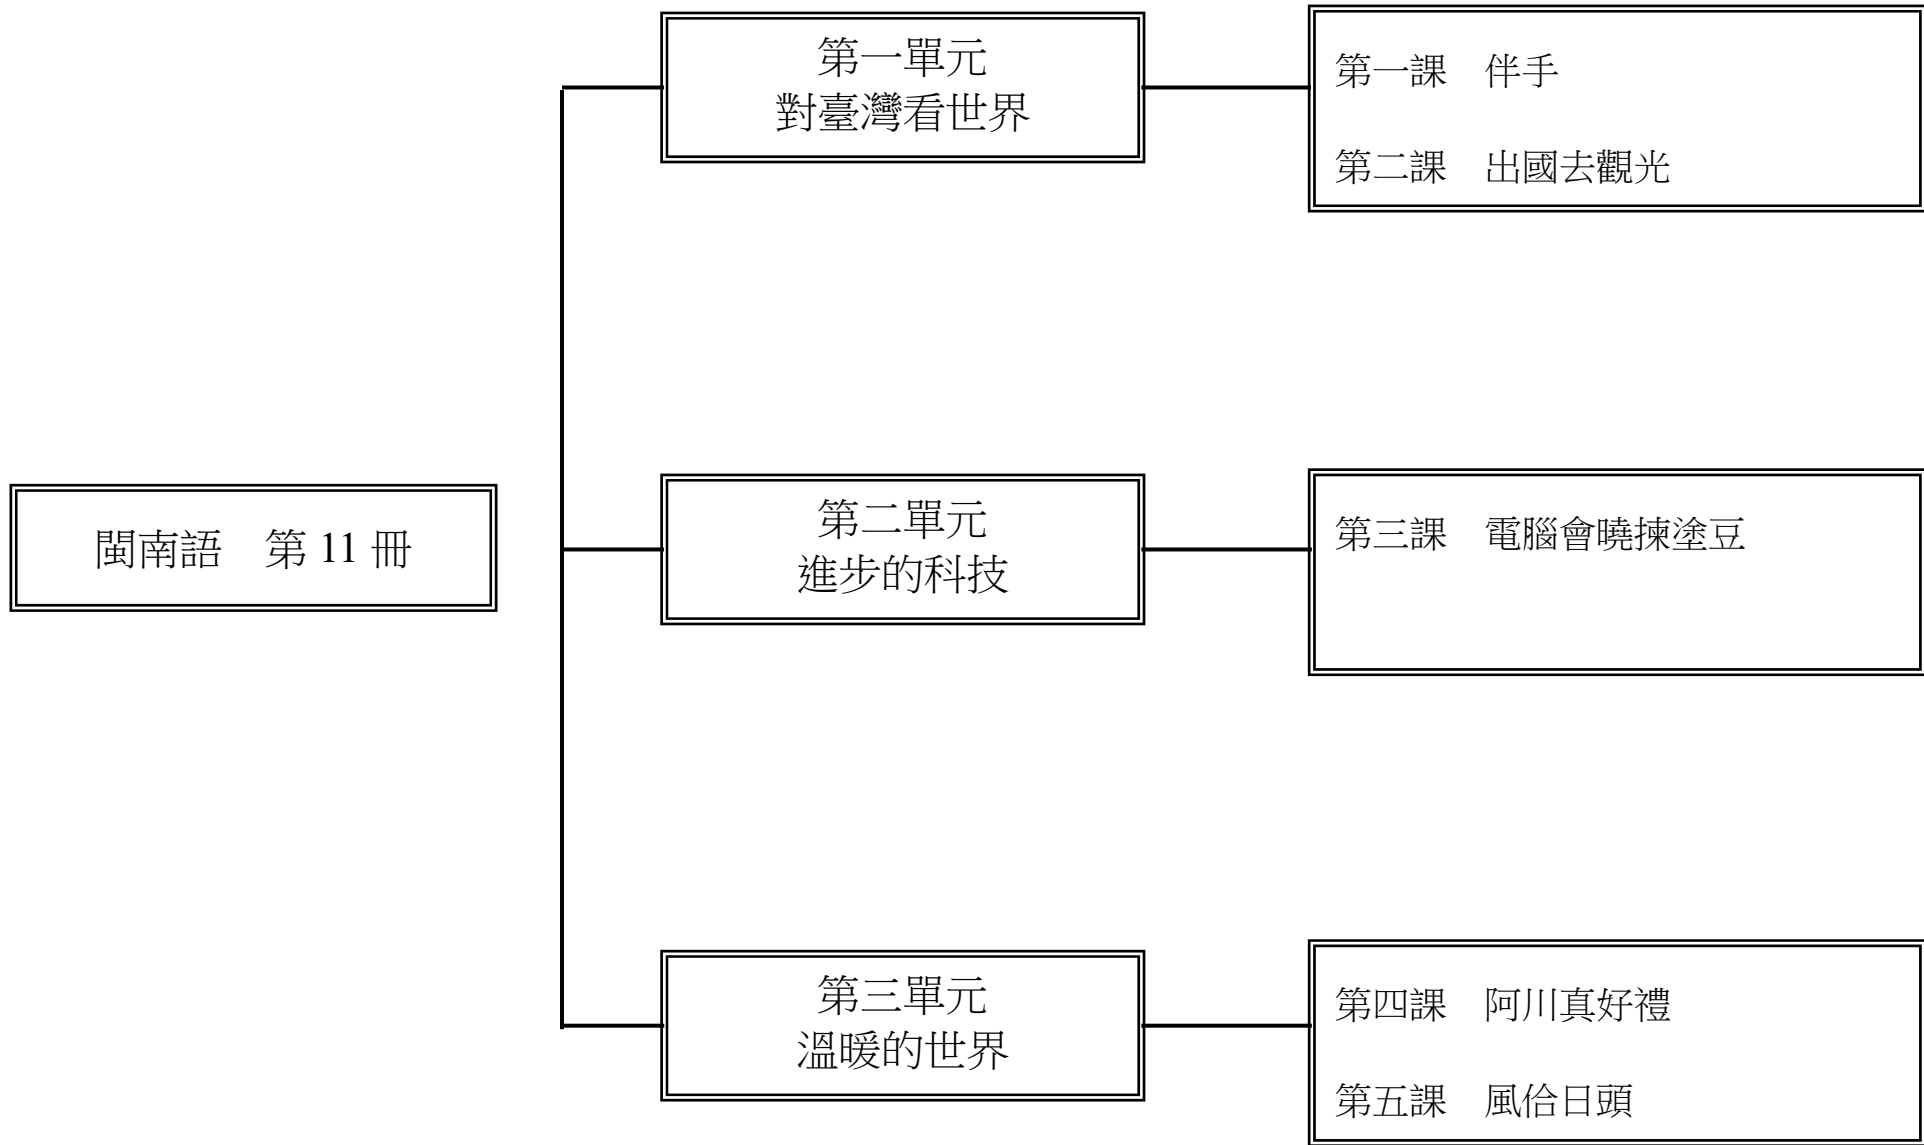 閩南語　第 11 冊
第一單元
對臺灣看世界
第一課　伴手
第二課　出國去觀光
第二單元
進步的科技
第三課　電腦會曉揀塗豆
第三單元
溫暖的世界
第四課　阿川真好禮
第五課　風佮日頭